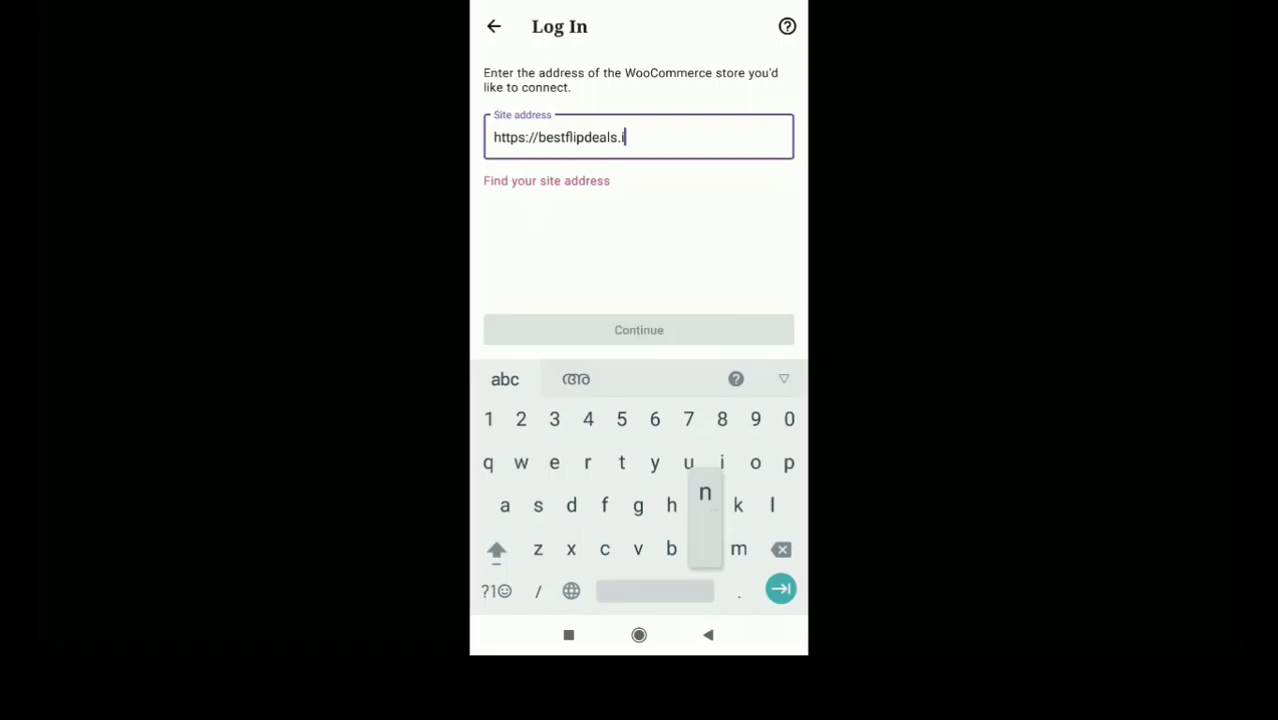 Log In
Enter the address of the WooCommerce store you'd
like to connect.
Site address
https://bestflipdeals.i
Find your site address
Continue
abc അ
1 2 3 4 5 6 7 8 9 0
q w e r t y u i o p
a s d f g h n k l
z x c v b m
?1☺ / .